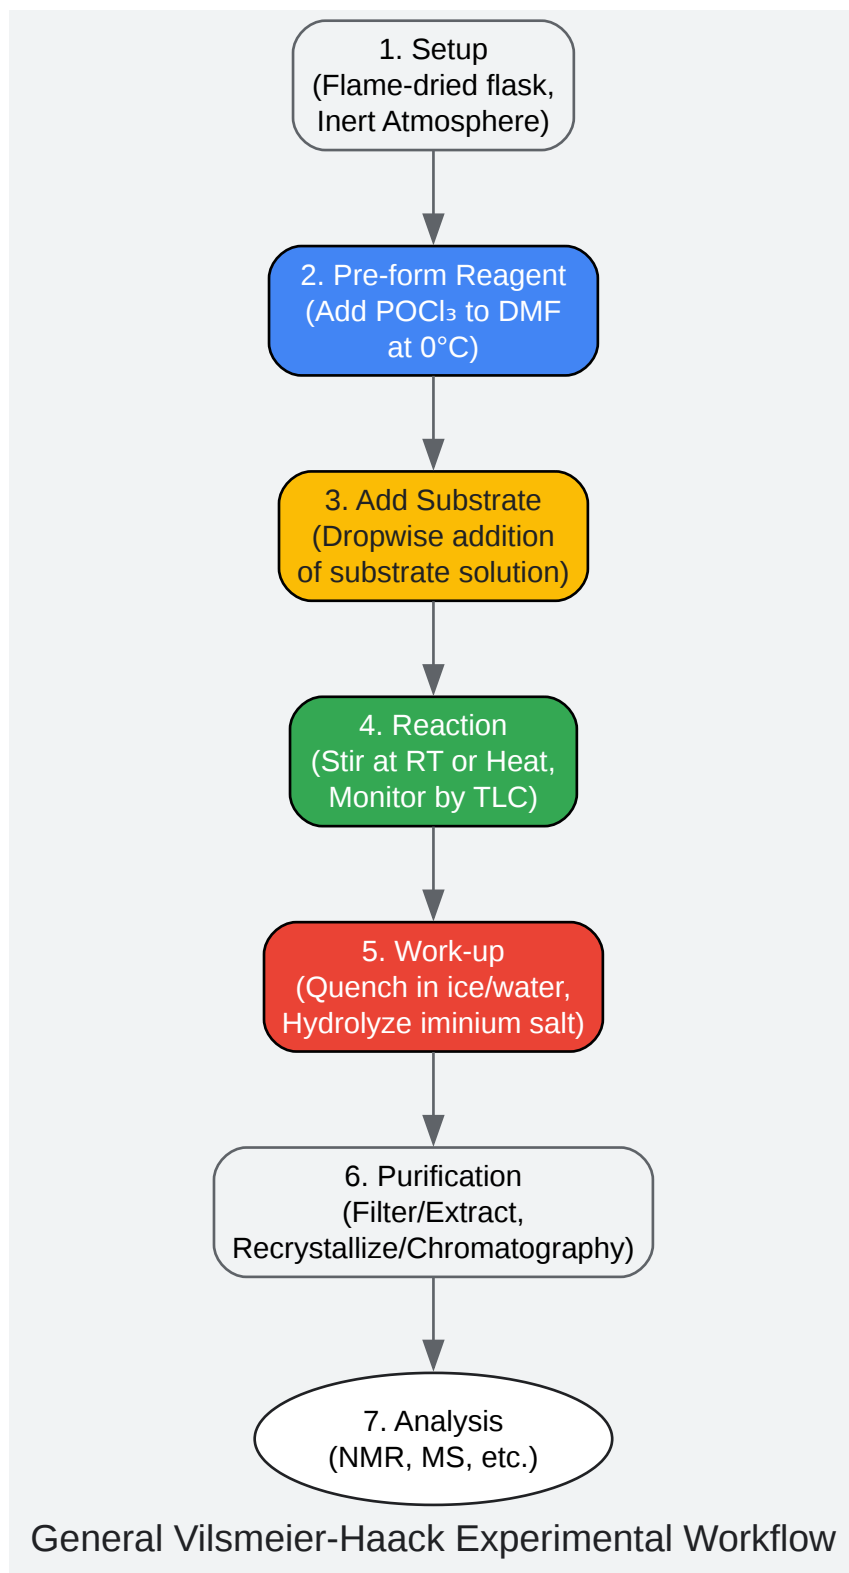 1. Setup
(Flame-dried flask,
Inert Atmosphere)
2. Pre-form Reagent
(Add POCl₃ to DMF
at 0°C)
3. Add Substrate
(Dropwise addition
of substrate solution)
4. Reaction
(Stir at RT or Heat,
Monitor by TLC)
5. Work-up
(Quench in ice/water,
Hydrolyze iminium salt)
6. Purification
(Filter/Extract,
Recrystallize/Chromatography)
7. Analysis
(NMR, MS, etc.)
General Vilsmeier-Haack Experimental Workflow